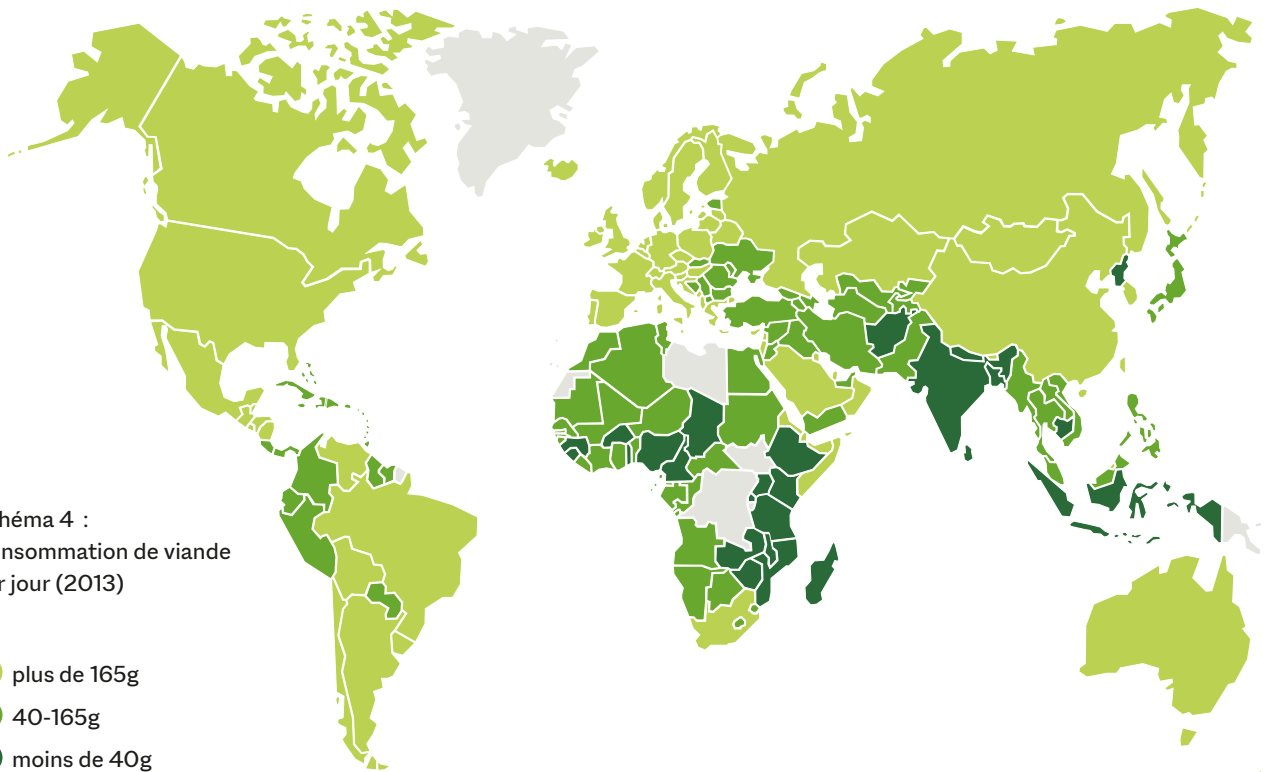 héma 4 :
nsommation de viande
r jour (2013)
plus de 165g
40-165g
moins de 40g